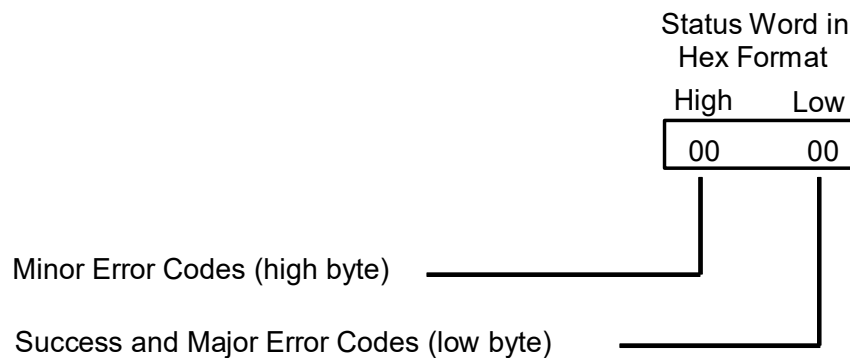 Status Word in
Hex Format
High Low
00 00
Minor Error Codes (high byte)
Success and Major Error Codes (low byte)